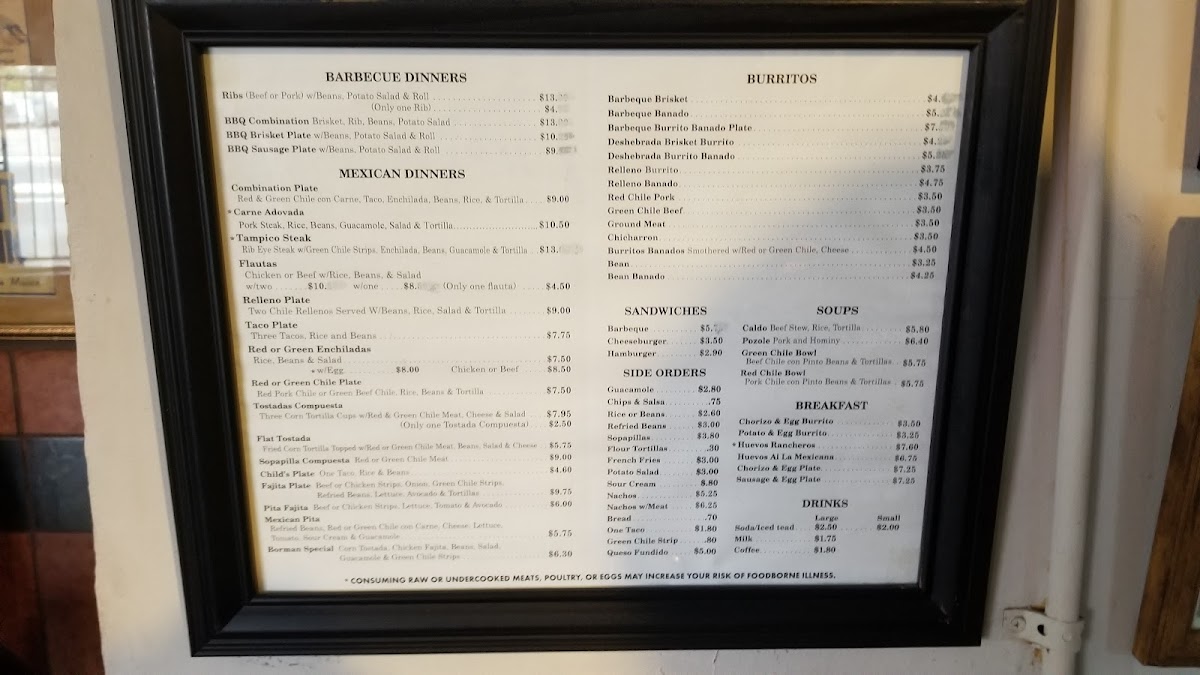 BARBECUE DINNERS
Ribs (Beef or Pork) w/Beans, Potato Salad & Roll $13.
(Only one Rib) $4.
BBQ Combination Brisket, Rib, Beans, Potato Salad $13.
BBQ Brisket Plate w/Beans, Potato Salad & Roll $10.
BBQ Sausage Plate w/Beans, Potato Salad & Roll $9.
MEXICAN DINNERS
Combination Plate
Red & Green Chile con Carne, Taco, Enchilada, Beans, Rice, & Tortilla $9.00
* Carne Adovada
Pork Steak, Rice, Beans, Guacamole, Salad & Tortilla $10.50
* Tampico Steak
Rib Eye Steak w/Green Chile Strips, Enchilada, Beans, Guacamole & Tortilla $13.
Flautas
Chicken or Beef w/Rice, Beans, & Salad
w/two $10. w/one $8. (Only one flauta) $4.50
Relleno Plate
Two Chile Rellenos Served W/Beans, Rice, Salad & Tortilla $9.00
Taco Plate
Three Tacos, Rice and Beans $7.75
Red or Green Enchiladas
Rice, Beans & Salad $7.50
* w/Egg $8.00 Chicken or Beef $8.50
Red or Green Chile Plate
Red Pork Chile or Green Beef Chile, Rice, Beans & Tortilla $7.50
Tostadas Compuesta
Three Corn Tortilla Cups w/Red & Green Chile Meat, Cheese & Salad $7.95
(Only one Tostada Compuesta) $2.50
Flat Tostada
Fried Corn Tortilla Topped w/Red or Green Chile Meat, Beans, Salad & Cheese $5.75
Sopapilla Compuesta Red or Green Chile Meat $9.00
Child's Plate One Taco, Rice & Beans $4.60
Fajita Plate Beef or Chicken Strips, Onion, Green Chile Strips,
Refried Beans, Lettuce, Avocado & Tortillas $9.75
Pita Fajita Beef or Chicken Strips, Lettuce, Tomato & Avocado $6.00
Mexican Pita
Refried Beans, Red or Green Chile con Carne, Cheese, Lettuce,
Tomato, Sour Cream & Guacamole $5.75
Borman Special Corn Tostada, Chicken Fajita, Beans, Salad,
Guacamole & Green Chile Strips $6.30
BURRITOS
Barbeque Brisket $4.
Barbeque Banado $5.
Barbeque Burrito Banado Plate $7.
Deshebrada Brisket Burrito $4.
Deshebrada Burrito Banado $5.
Relleno Burrito $3.75
Relleno Banado $4.75
Red Chile Pork $3.50
Green Chile Beef $3.50
Ground Meat $3.50
Chicharron $3.50
Burritos Banados Smothered w/Red or Green Chile, Cheese $4.50
Bean $3.25
Bean Banado $4.25
SANDWICHES
Barbeque $5.
Cheeseburger $3.50
Hamburger $2.90
SIDE ORDERS
Guacamole $2.80
Chips & Salsa .75
Rice or Beans $2.60
Refried Beans $3.00
Sopapillas $3.80
Flour Tortillas .30
French Fries $3.00
Potato Salad $3.00
Sour Cream $.80
Nachos $5.25
Nachos w/Meat $6.25
Bread .70
One Taco $1.80
Green Chile Strip .80
Queso Fundido $5.00
SOUPS
Caldo Beef Stew, Rice, Tortilla $5.80
Pozole Pork and Hominy $6.40
Green Chile Bowl
Beef Chile con Pinto Beans & Tortillas $5.75
Red Chile Bowl
Pork Chile con Pinto Beans & Tortillas $5.75
BREAKFAST
Chorizo & Egg Burrito $3.50
Potato & Egg Burrito $3.25
* Huevos Rancheros $7.60
Huevos Al La Mexicana $6.75
Chorizo & Egg Plate $7.25
Sausage & Egg Plate $7.25
DRINKS
Large Small
Soda/Iced tead $2.50 $2.00
Milk $1.75
Coffee $1.80
* CONSUMING RAW OR UNDERCOOKED MEATS, POULTRY, OR EGGS MAY INCREASE YOUR RISK OF FOODBORNE ILLNESS.